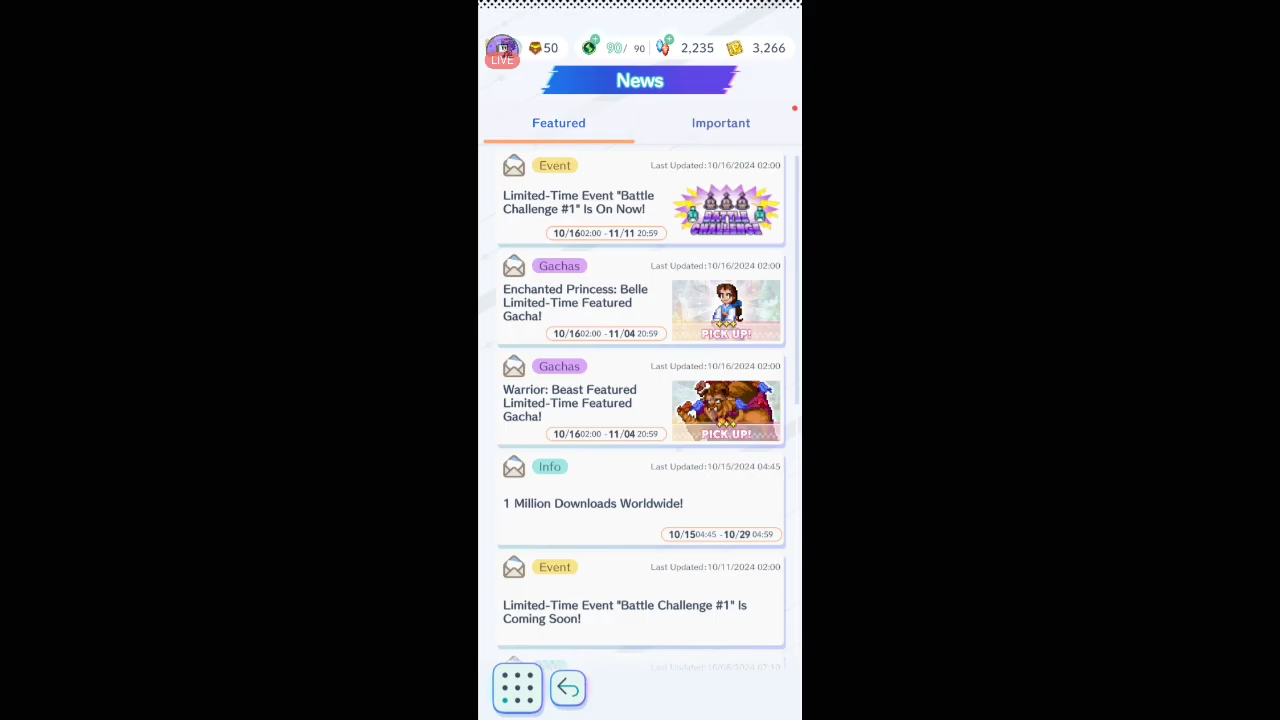 LIVE
50
90/ 90
2,235
3,266
News
Featured
Important
Event
Last Updated:10/16/2024 02:00
Limited-Time Event "Battle
Challenge #1" Is On Now!
BATTLE
CHALLENGE
10/16 02:00 - 11/11 20:59
Gachas
Last Updated:10/16/2024 02:00
Enchanted Princess: Belle
Limited-Time Featured
Gacha!
PICK UP!
10/16 02:00 - 11/04 20:59
Gachas
Last Updated:10/16/2024 02:00
Warrior: Beast Featured
Limited-Time Featured
Gacha!
PICK UP!
10/16 02:00 - 11/04 20:59
Info
Last Updated:10/15/2024 04:45
1 Million Downloads Worldwide!
10/15 04:45 - 10/29 04:59
Event
Last Updated:10/11/2024 02:00
Limited-Time Event "Battle Challenge #1" Is
Coming Soon!